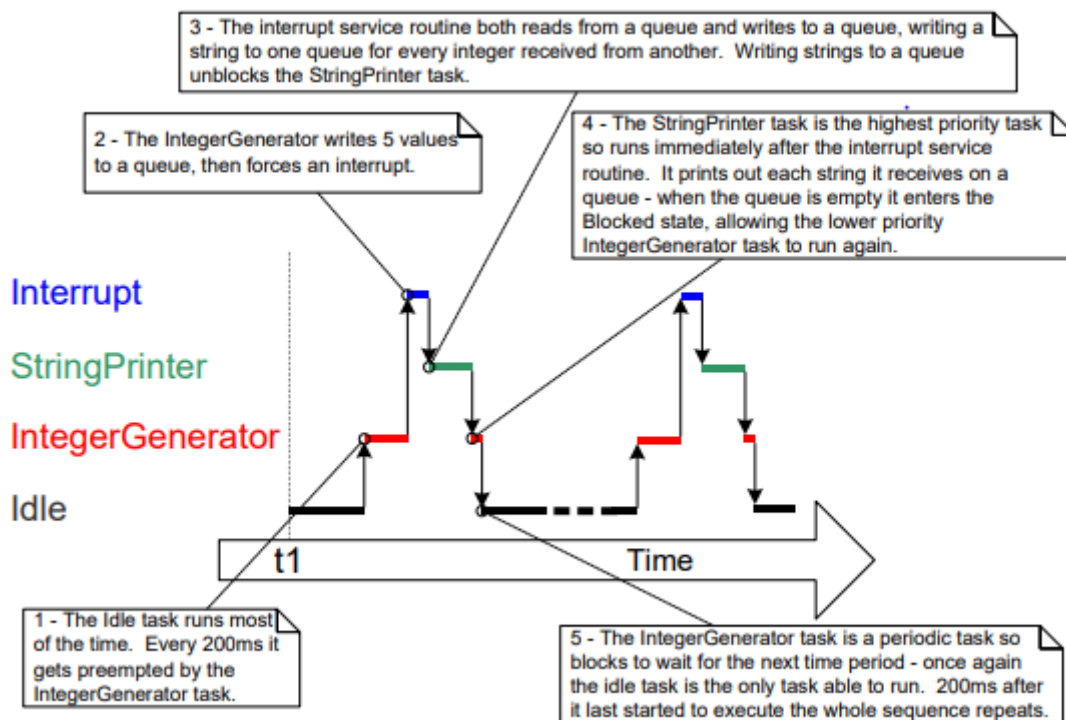 3 - The interrupt service routine both reads from a queue and writes to a queue, writing a
string to one queue for every integer received from another.  Writing strings to a queue
unblocks the StringPrinter task.
2 - The IntegerGenerator writes 5 values
to a queue, then forces an interrupt.
4 - The StringPrinter task is the highest priority task
so runs immediately after the interrupt service
routine.  It prints out each string it receives on a
queue - when the queue is empty it enters the
Blocked state, allowing the lower priority
IntegerGenerator task to run again.
Interrupt
StringPrinter
IntegerGenerator
Idle
t1
Time
1 - The Idle task runs most
of the time.  Every 200ms it
gets preempted by the
IntegerGenerator task.
5 - The IntegerGenerator task is a periodic task so
blocks to wait for the next time period - once again
the idle task is the only task able to run.  200ms after
it last started to execute the whole sequence repeats.